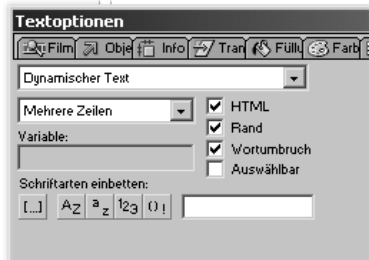 Textoptionen
Film Obje Info Tran Füllu Farb
Dynamischer Text
Mehrere Zeilen
HTML
Rand
Variable:
Wortumbruch
Auswählbar
Schriftarten einbetten:
[...] AZ az 123 ()!